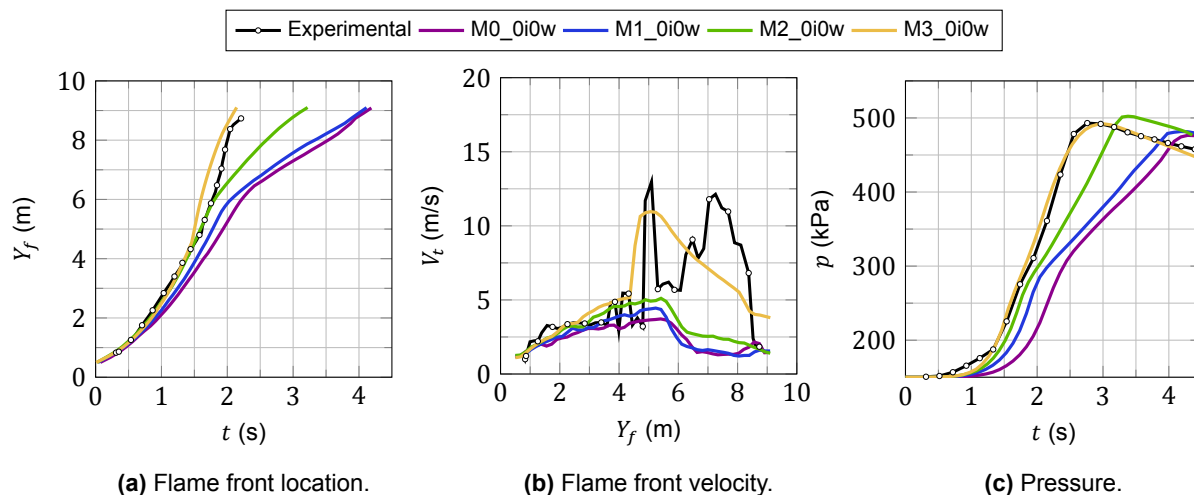 Experimental M0_0i0w M1_0i0w M2_0i0w M3_0i0w
10
8
6
4
2
0
Y_f (m)
0 1 2 3 4
t (s)
(a) Flame front location.
20
15
10
5
0
V_t (m/s)
0 2 4 6 8 10
Y_f (m)
(b) Flame front velocity.
500
400
300
200
p (kPa)
0 1 2 3 4
t (s)
(c) Pressure.